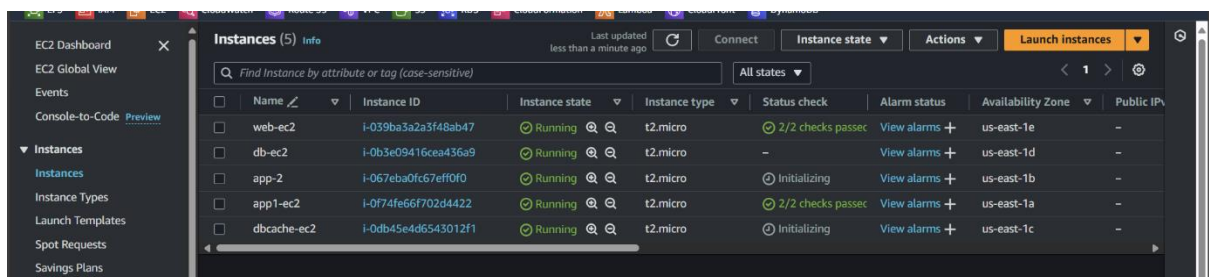 EC2 Dashboard
EC2 Global View
Events
Console-to-Code Preview
Instances
Instances
Instance Types
Launch Templates
Spot Requests
Savings Plans
Instances (5) Info
Last updated
less than a minute ago
Connect Instance state Actions Launch instances
Find Instance by attribute or tag (case-sensitive) All states 1
Name Instance ID Instance state Instance type Status check Alarm status Availability Zone Public IPv
web-ec2 i-039ba3a2a3f48ab47 Running t2.micro 2/2 checks passec View alarms + us-east-1e –
db-ec2 i-0b3e09416cea436a9 Running t2.micro – View alarms + us-east-1d –
app-2 i-067eba0fc67eff0f0 Running t2.micro Initializing View alarms + us-east-1b –
app1-ec2 i-0f74fe66f702d4422 Running t2.micro 2/2 checks passec View alarms + us-east-1a –
dbcache-ec2 i-0db45e4d6543012f1 Running t2.micro Initializing View alarms + us-east-1c –